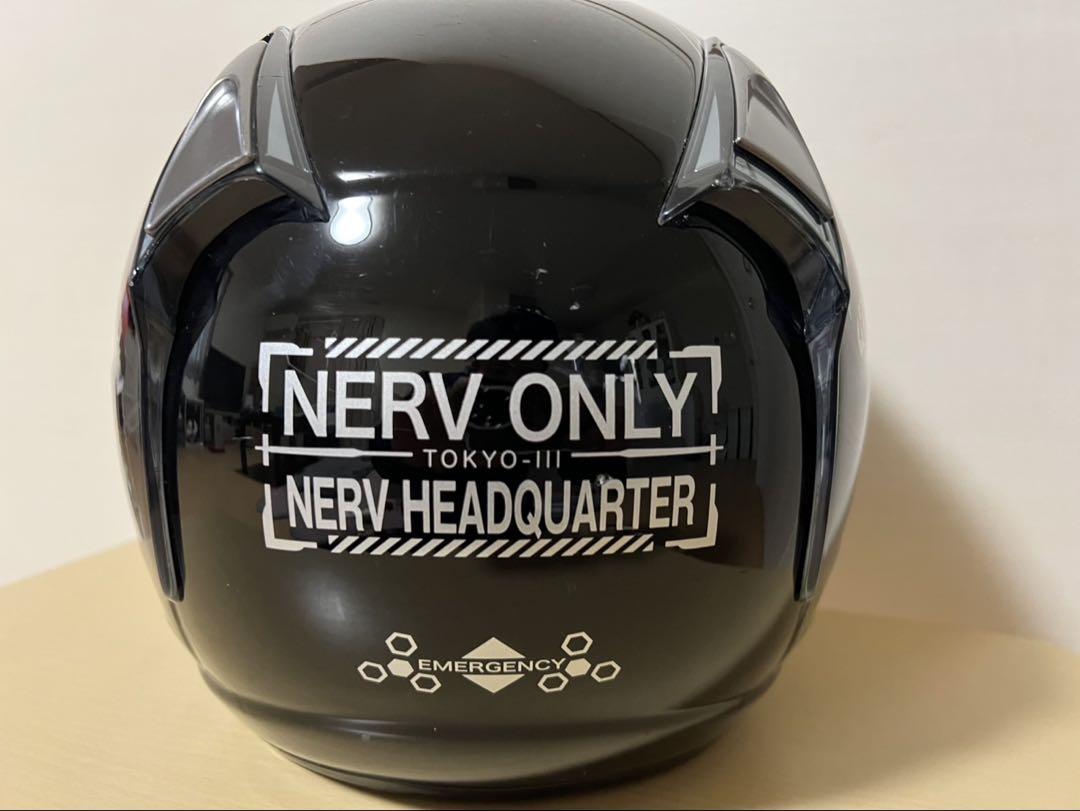 NERV ONLY
TOKYO-III
NERV HEADQUARTER
EMERGENCY